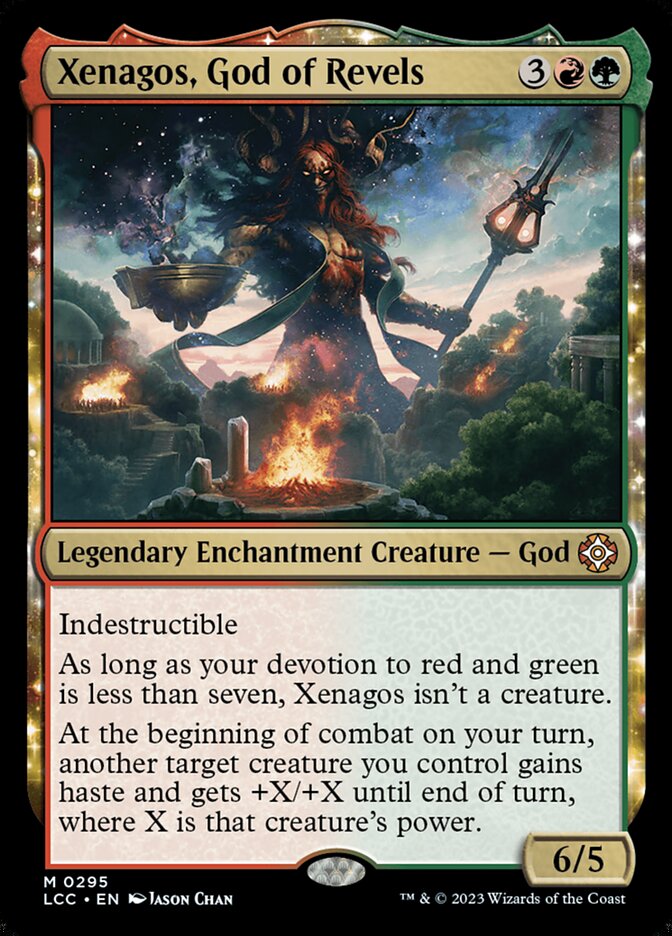 Xenagos, God of Revels 3
Legendary Enchantment Creature — God
Indestructible
As long as your devotion to red and green
is less than seven, Xenagos isn't a creature.
At the beginning of combat on your turn,
another target creature you control gains
haste and gets +X/+X until end of turn,
where X is that creature's power.
6/5
M 0295
LCC • EN Jason Chan
™ & © 2023 Wizards of the Coast